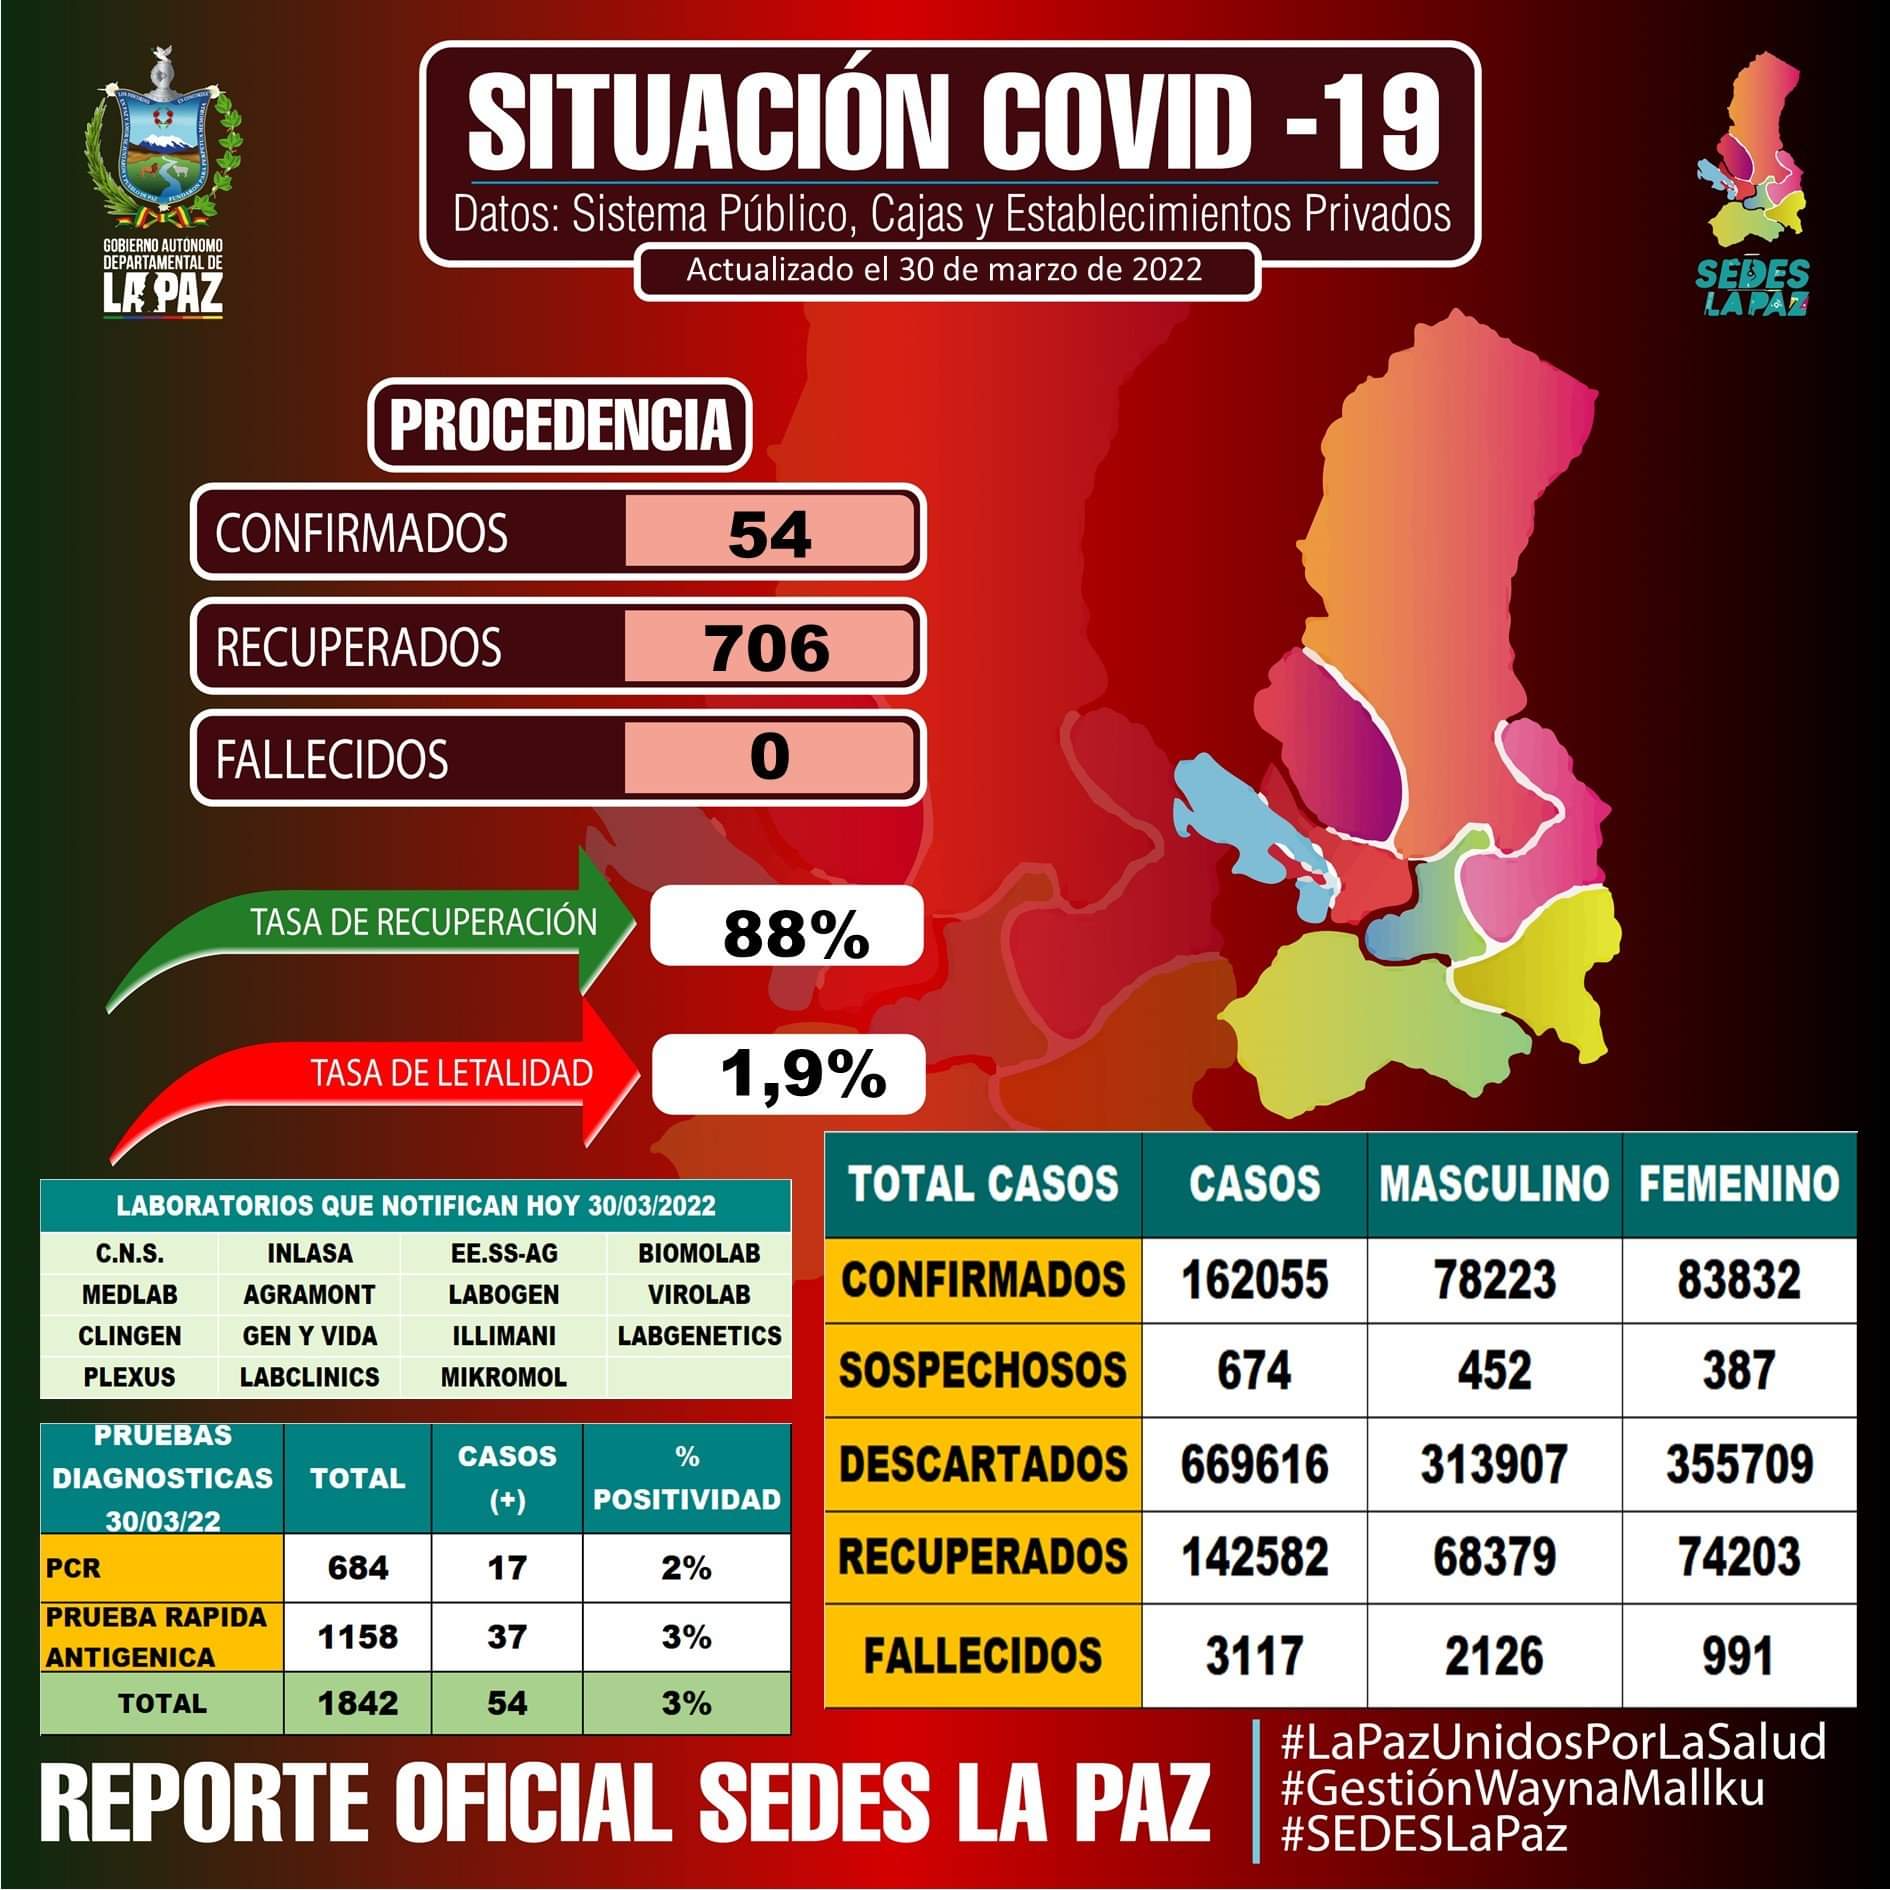 GOBIERNO AUTÓNOMO
DEPARTAMENTAL DE
LA PAZ
SITUACIÓN COVID -19
Datos: Sistema Público, Cajas y Establecimientos Privados
Actualizado el 30 de marzo de 2022
SEDES
LA PAZ
PROCEDENCIA
CONFIRMADOS 54
RECUPERADOS 706
FALLECIDOS 0
TASA DE RECUPERACIÓN 88%
TASA DE LETALIDAD 1,9%
LABORATORIOS QUE NOTIFICAN HOY 30/03/2022
C.N.S. INLASA EE.SS-AG BIOMOLAB
MEDLAB AGRAMONT LABOGEN VIROLAB
CLINGEN GEN Y VIDA ILLIMANI LABGENETICS
PLEXUS LABCLINICS MIKROMOL
PRUEBAS DIAGNOSTICAS 30/03/22 TOTAL CASOS (+) % POSITIVIDAD
PCR 684 17 2%
PRUEBA RAPIDA ANTIGENICA 1158 37 3%
TOTAL 1842 54 3%
TOTAL CASOS CASOS MASCULINO FEMENINO
CONFIRMADOS 162055 78223 83832
SOSPECHOSOS 674 452 387
DESCARTADOS 669616 313907 355709
RECUPERADOS 142582 68379 74203
FALLECIDOS 3117 2126 991
REPORTE OFICIAL SEDES LA PAZ
#LaPazUnidosPorLaSalud
#GestiónWaynaMallku
#SEDESLaPaz